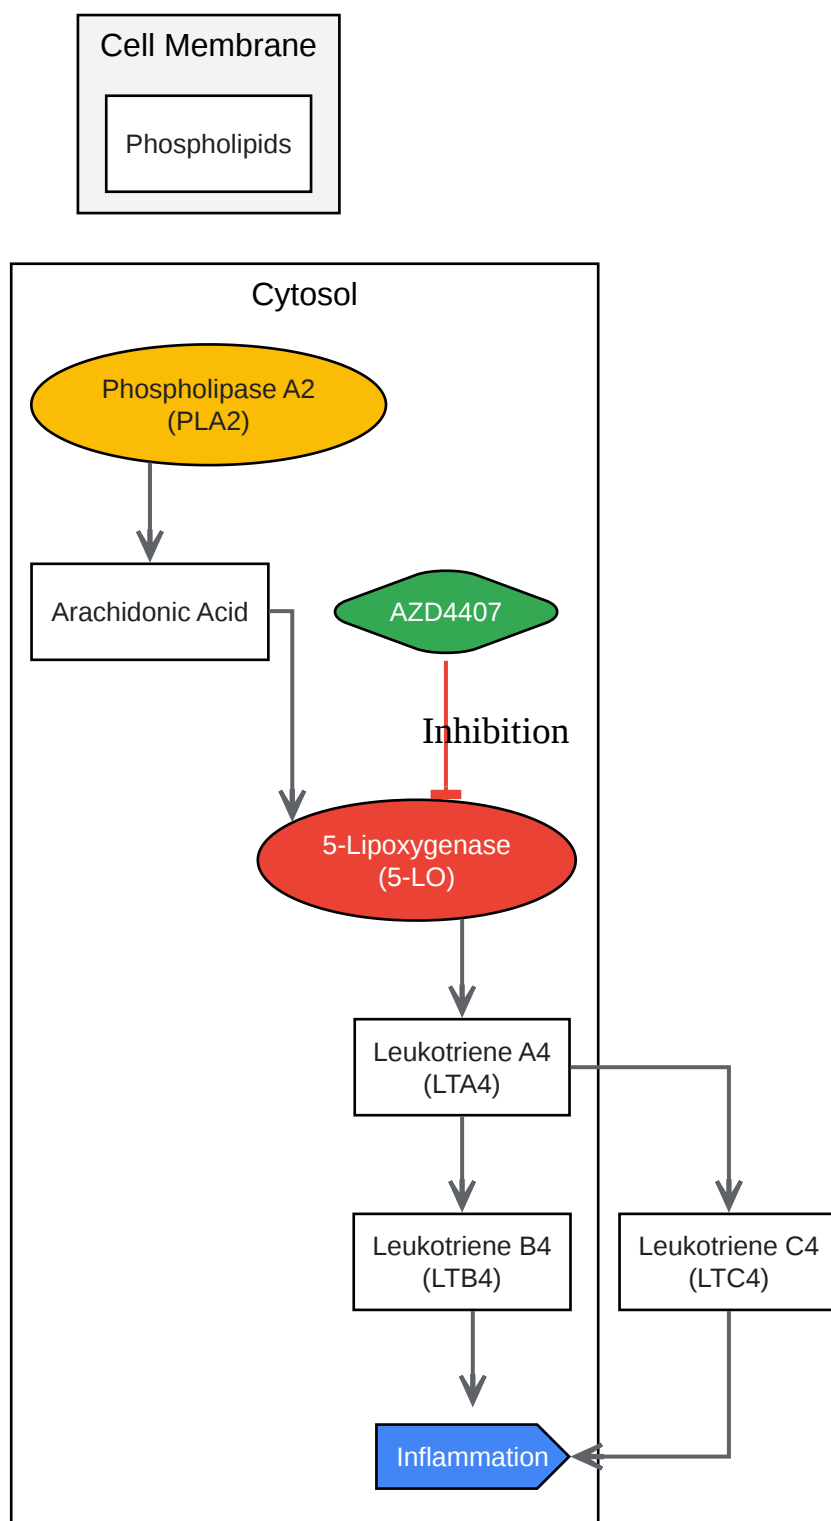 Cell Membrane
Phospholipids
Cytosol
Phospholipase A2
(PLA2)
Arachidonic Acid
AZD4407
Inhibition
5-Lipoxygenase
(5-LO)
Leukotriene A4
(LTA4)
Leukotriene B4
(LTB4)
Leukotriene C4
(LTC4)
Inflammation